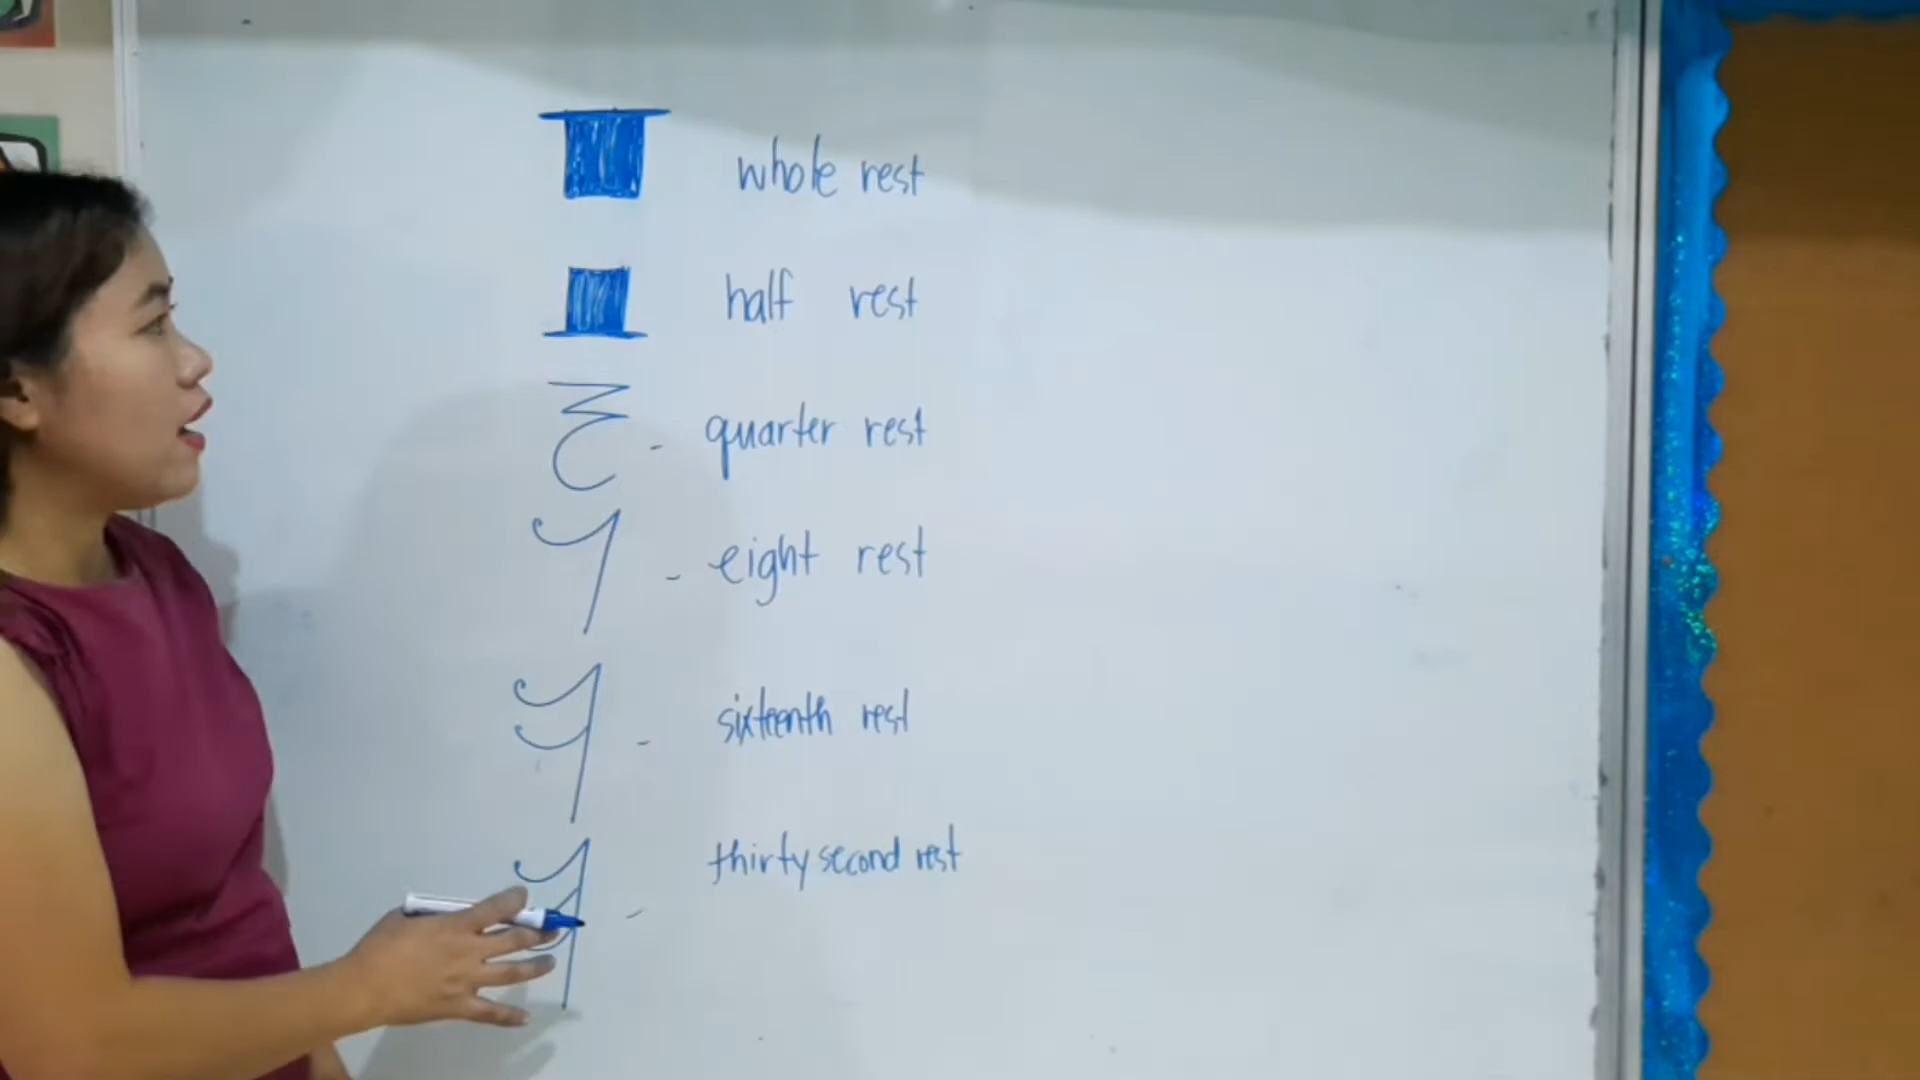 whole rest
half rest
- quarter rest
- eight rest
- sixteenth rest
- thirty second rest